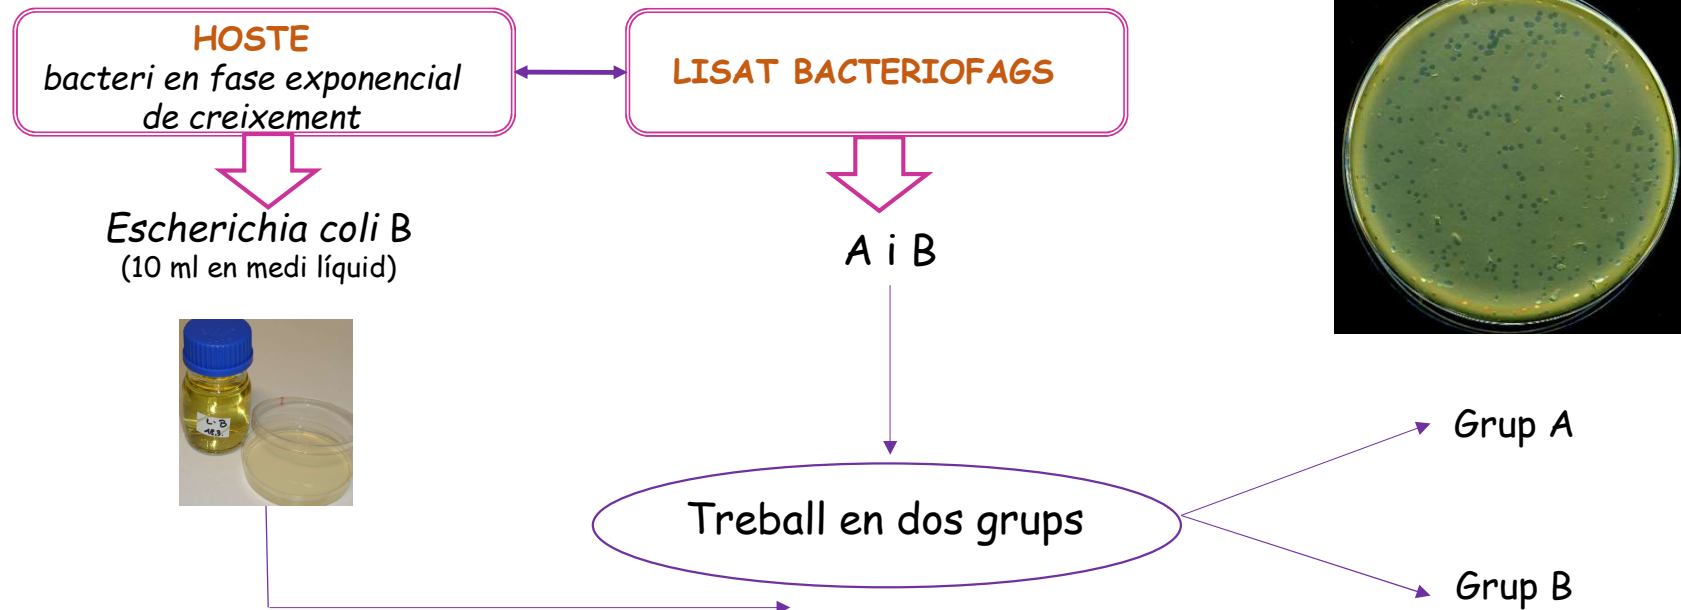 HOSTE
bacteri en fase exponencial
de creixement
LISAT BACTERIOFAGS
Escherichia coli B
(10 ml en medi líquid)
A i B
L-B
Treball en dos grups
Grup A
Grup B